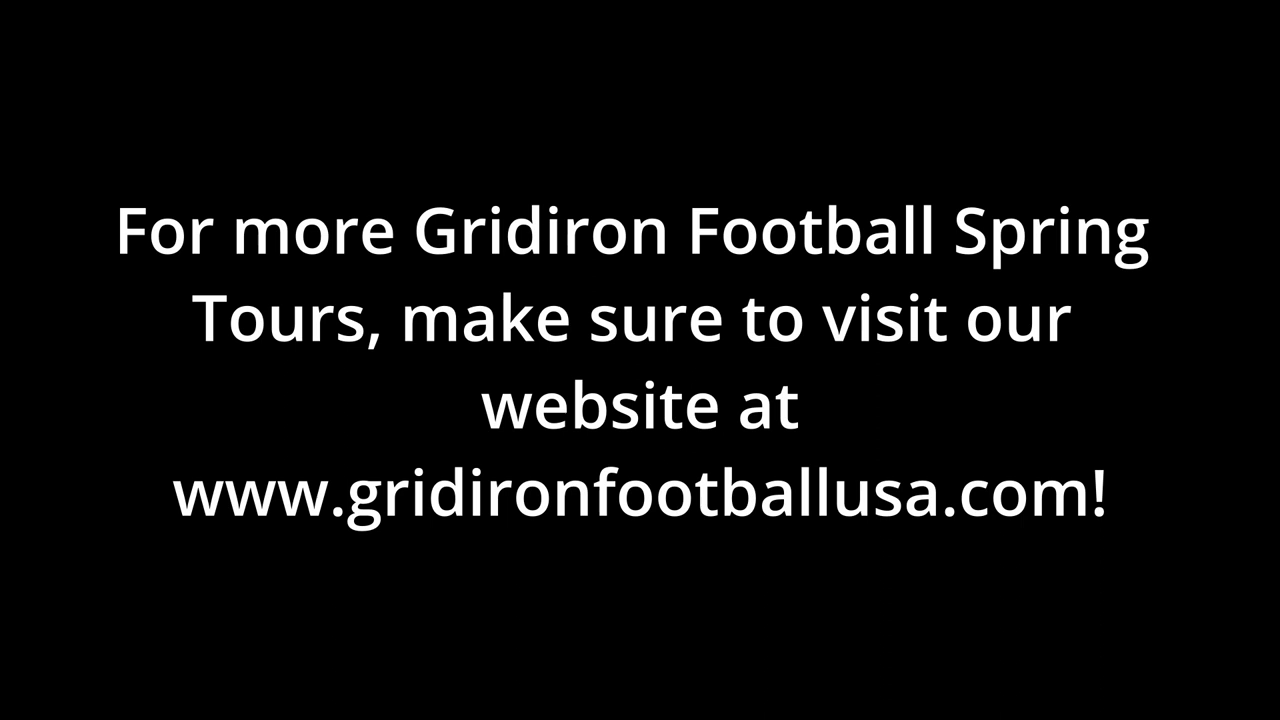 For more Gridiron Football Spring
Tours, make sure to visit our
website at
www.gridironfootballusa.com!